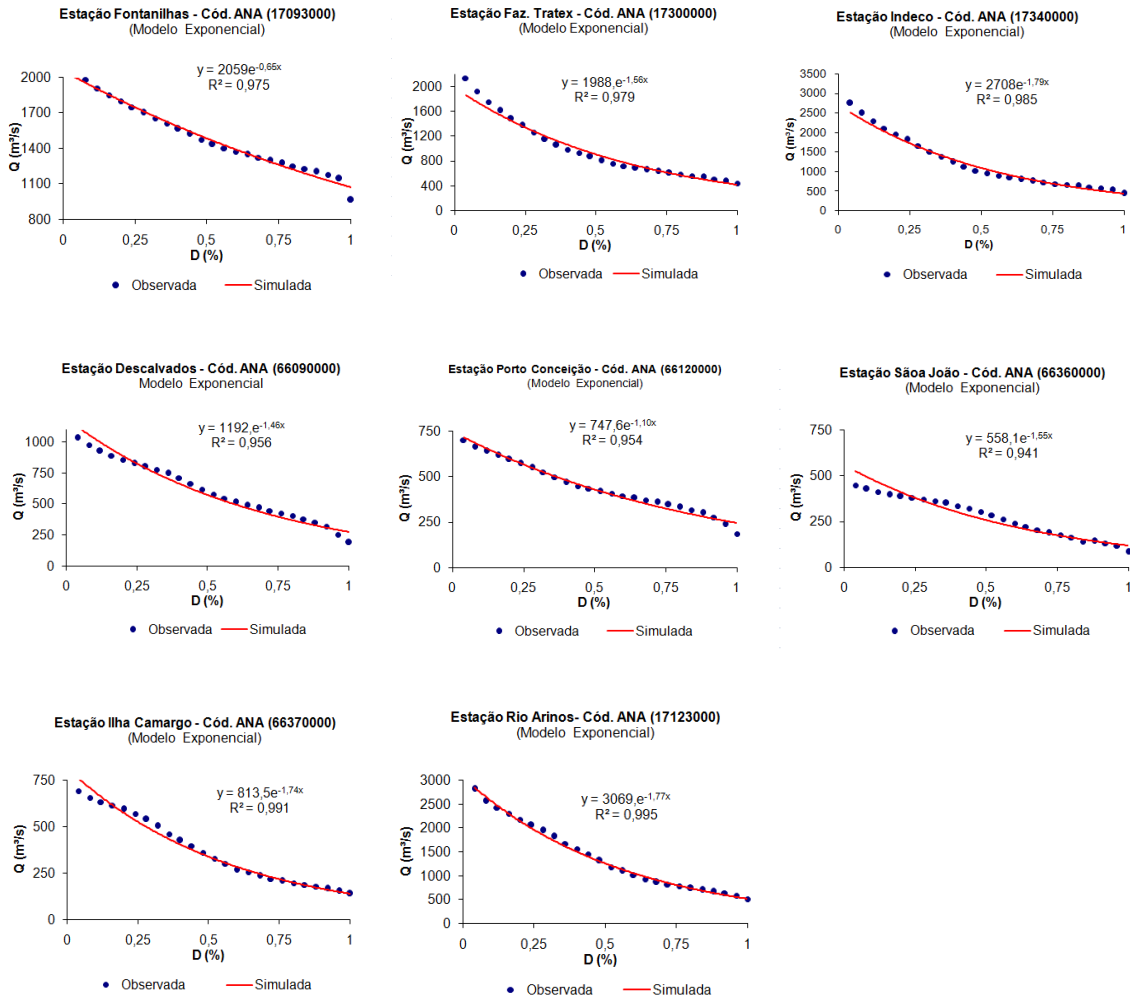 Estação Fontanilhas - Cód. ANA (17093000)
(Modelo Exponencial)
y = 2059e-0,65x
R² = 0,975
2000
1700
1400
1100
800
Q (m³/s)
0
0,25
0,5
0,75
1
D (%)
Observada
Simulada
Estação Faz. Tratex - Cód. ANA (17300000)
(Modelo Exponencial)
y = 1988,e-1,56x
R² = 0,979
2000
1600
1200
800
400
0
Q (m³/s)
0
0,25
0,5
0,75
1
D (%)
Observada
Simulada
Estação Indeco - Cód. ANA (17340000)
(Modelo Exponencial)
y = 2708e-1,79x
R² = 0,985
3500
3000
2500
2000
1500
1000
500
0
Q (m³/s)
0
0,25
0,5
0,75
1
D (%)
Observada
Simulada
Estação Descalvados - Cód. ANA (66090000)
Modelo Exponencial
y = 1192,e-1,46x
R² = 0,956
1000
750
500
250
0
Q (m³/s)
0
0,25
0,5
0,75
1
D (%)
Observada
Simulada
Estação Porto Conceição - Cód. ANA (66120000)
(Modelo Exponencial)
y = 747,6e-1,10x
R² = 0,954
750
500
250
0
Q (m³/s)
0
0,25
0,5
0,75
1
D (%)
Observada
Simulada
Estação Sãoa João - Cód. ANA (66360000)
(Modelo Exponencial)
y = 558,1e-1,55x
R² = 0,941
750
500
250
0
Q (m³/s)
0
0,25
0,5
0,75
1
D (%)
Observada
Simulada
Estação Ilha Camargo - Cód. ANA (66370000)
(Modelo Exponencial)
y = 813,5e-1,74x
R² = 0,991
750
500
250
0
Q (m³/s)
0
0,25
0,5
0,75
1
D (%)
Observada
Simulada
Estação Rio Arinos- Cód. ANA (17123000)
(Modelo Exponencial)
y = 3069,e-1,77x
R² = 0,995
3000
2500
2000
1500
1000
500
0
Q (m³/s)
0
0,25
0,5
0,75
1
D (%)
Observada
Simulada